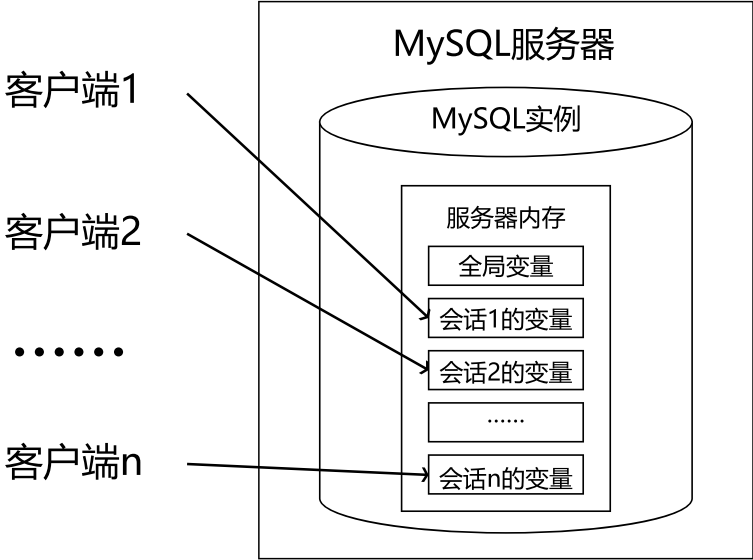 MySQL服务器
MySQL实例
服务器内存
全局变量
会话1的变量
会话2的变量
......
会话n的变量
客户端1
客户端2
......
客户端n